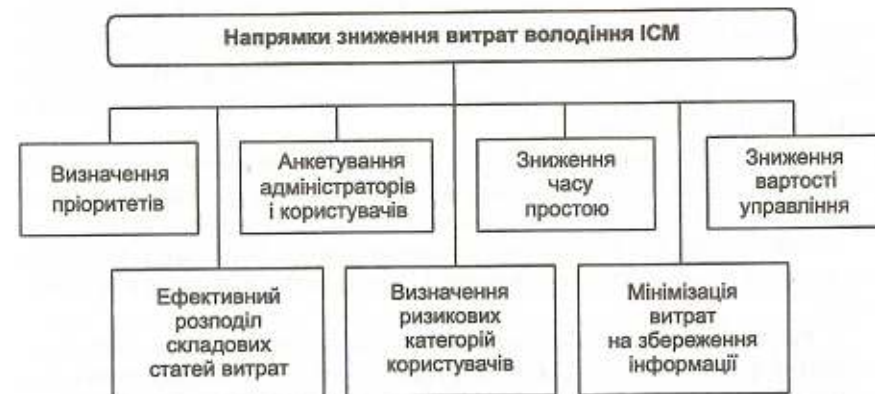 Напрямки зниження витрат володіння ІСМ
Визначення
пріоритетів
Анкетування
адміністраторів
і користувачів
Зниження
часу
простою
Зниження
вартості
управління
Ефективний
розподіл
складових
статей витрат
Визначення
ризикових
категорій
користувачів
Мінімізація
витрат
на збереження
інформації